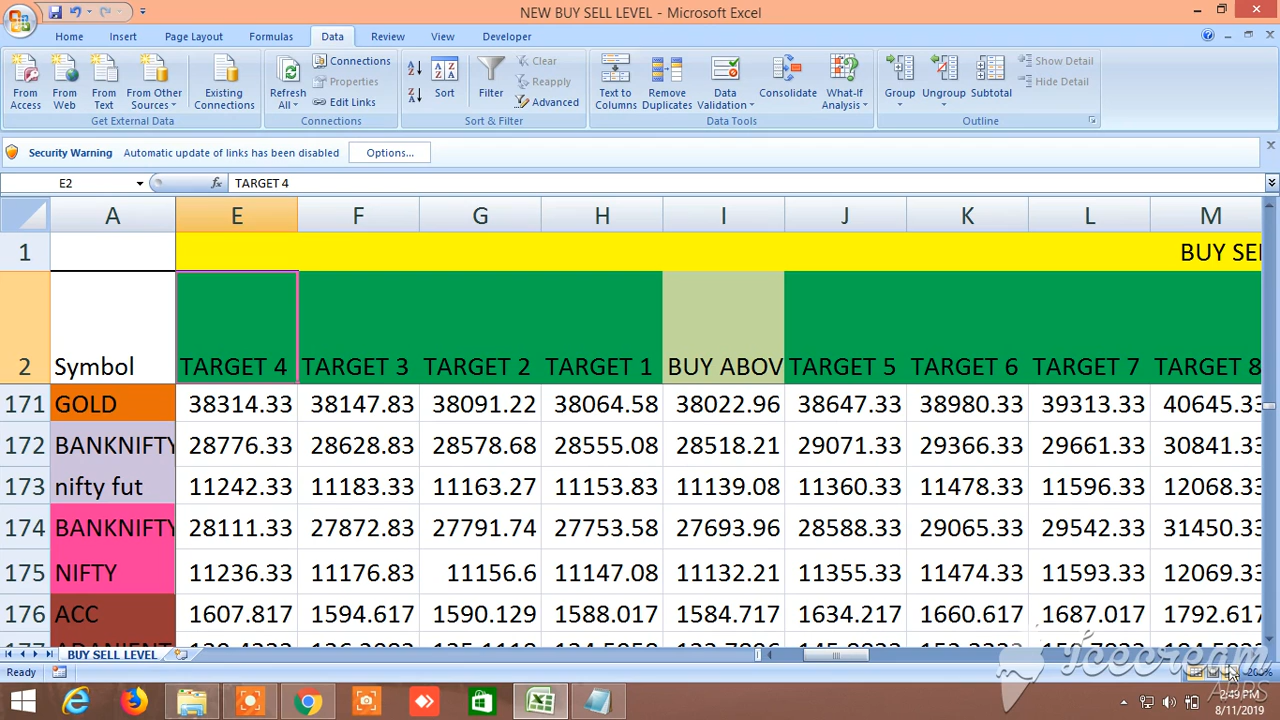 NEW BUY SELL LEVEL - Microsoft Excel
Home Insert Page Layout Formulas Data Review View Developer
From Access
From Web
From Text
From Other Sources
Existing Connections
Get External Data
Refresh All
Connections
Properties
Edit Links
Connections
Sort
Filter
Clear
Reapply
Advanced
Sort & Filter
Text to Columns
Remove Duplicates
Data Validation
Consolidate
What-If Analysis
Data Tools
Group
Ungroup
Subtotal
Show Detail
Hide Detail
Outline
Security Warning Automatic update of links has been disabled Options...
E2 fx TARGET 4
A E F G H I J K L M
1 BUY SEL
2 Symbol TARGET 4 TARGET 3 TARGET 2 TARGET 1 BUY ABOV TARGET 5 TARGET 6 TARGET 7 TARGET 8
171 GOLD 38314.33 38147.83 38091.22 38064.58 38022.96 38647.33 38980.33 39313.33 40645.33
172 BANKNIFTY 28776.33 28628.83 28578.68 28555.08 28518.21 29071.33 29366.33 29661.33 30841.33
173 nifty fut 11242.33 11183.33 11163.27 11153.83 11139.08 11360.33 11478.33 11596.33 12068.33
174 BANKNIFTY 28111.33 27872.83 27791.74 27753.58 27693.96 28588.33 29065.33 29542.33 31450.33
175 NIFTY 11236.33 11176.83 11156.6 11147.08 11132.21 11355.33 11474.33 11593.33 12069.33
176 ACC 1607.817 1594.617 1590.129 1588.017 1584.717 1634.217 1660.617 1687.017 1792.617
177
BUY SELL LEVEL
Ready 200%
Icecream
APPS
2:49 PM
8/11/2019